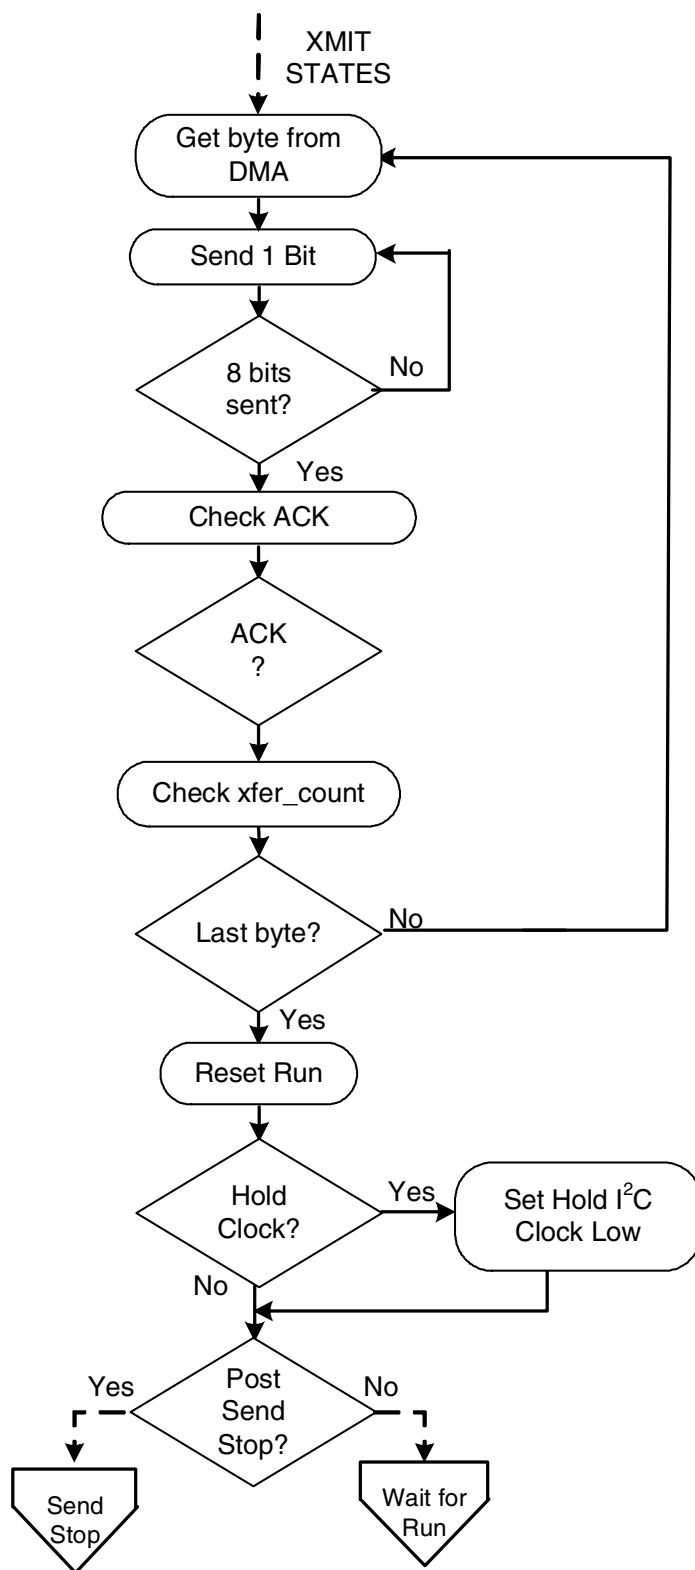 XMIT
STATES
Get byte from
DMA
Send 1 Bit
8 bits
sent?
No
Yes
Check ACK
ACK
?
Check xfer_count
Last byte?
No
Yes
Reset Run
Hold
Clock?
Yes
Set Hold I²C
Clock Low
No
Post
Send
Stop?
Yes
No
Send
Stop
Wait for
Run